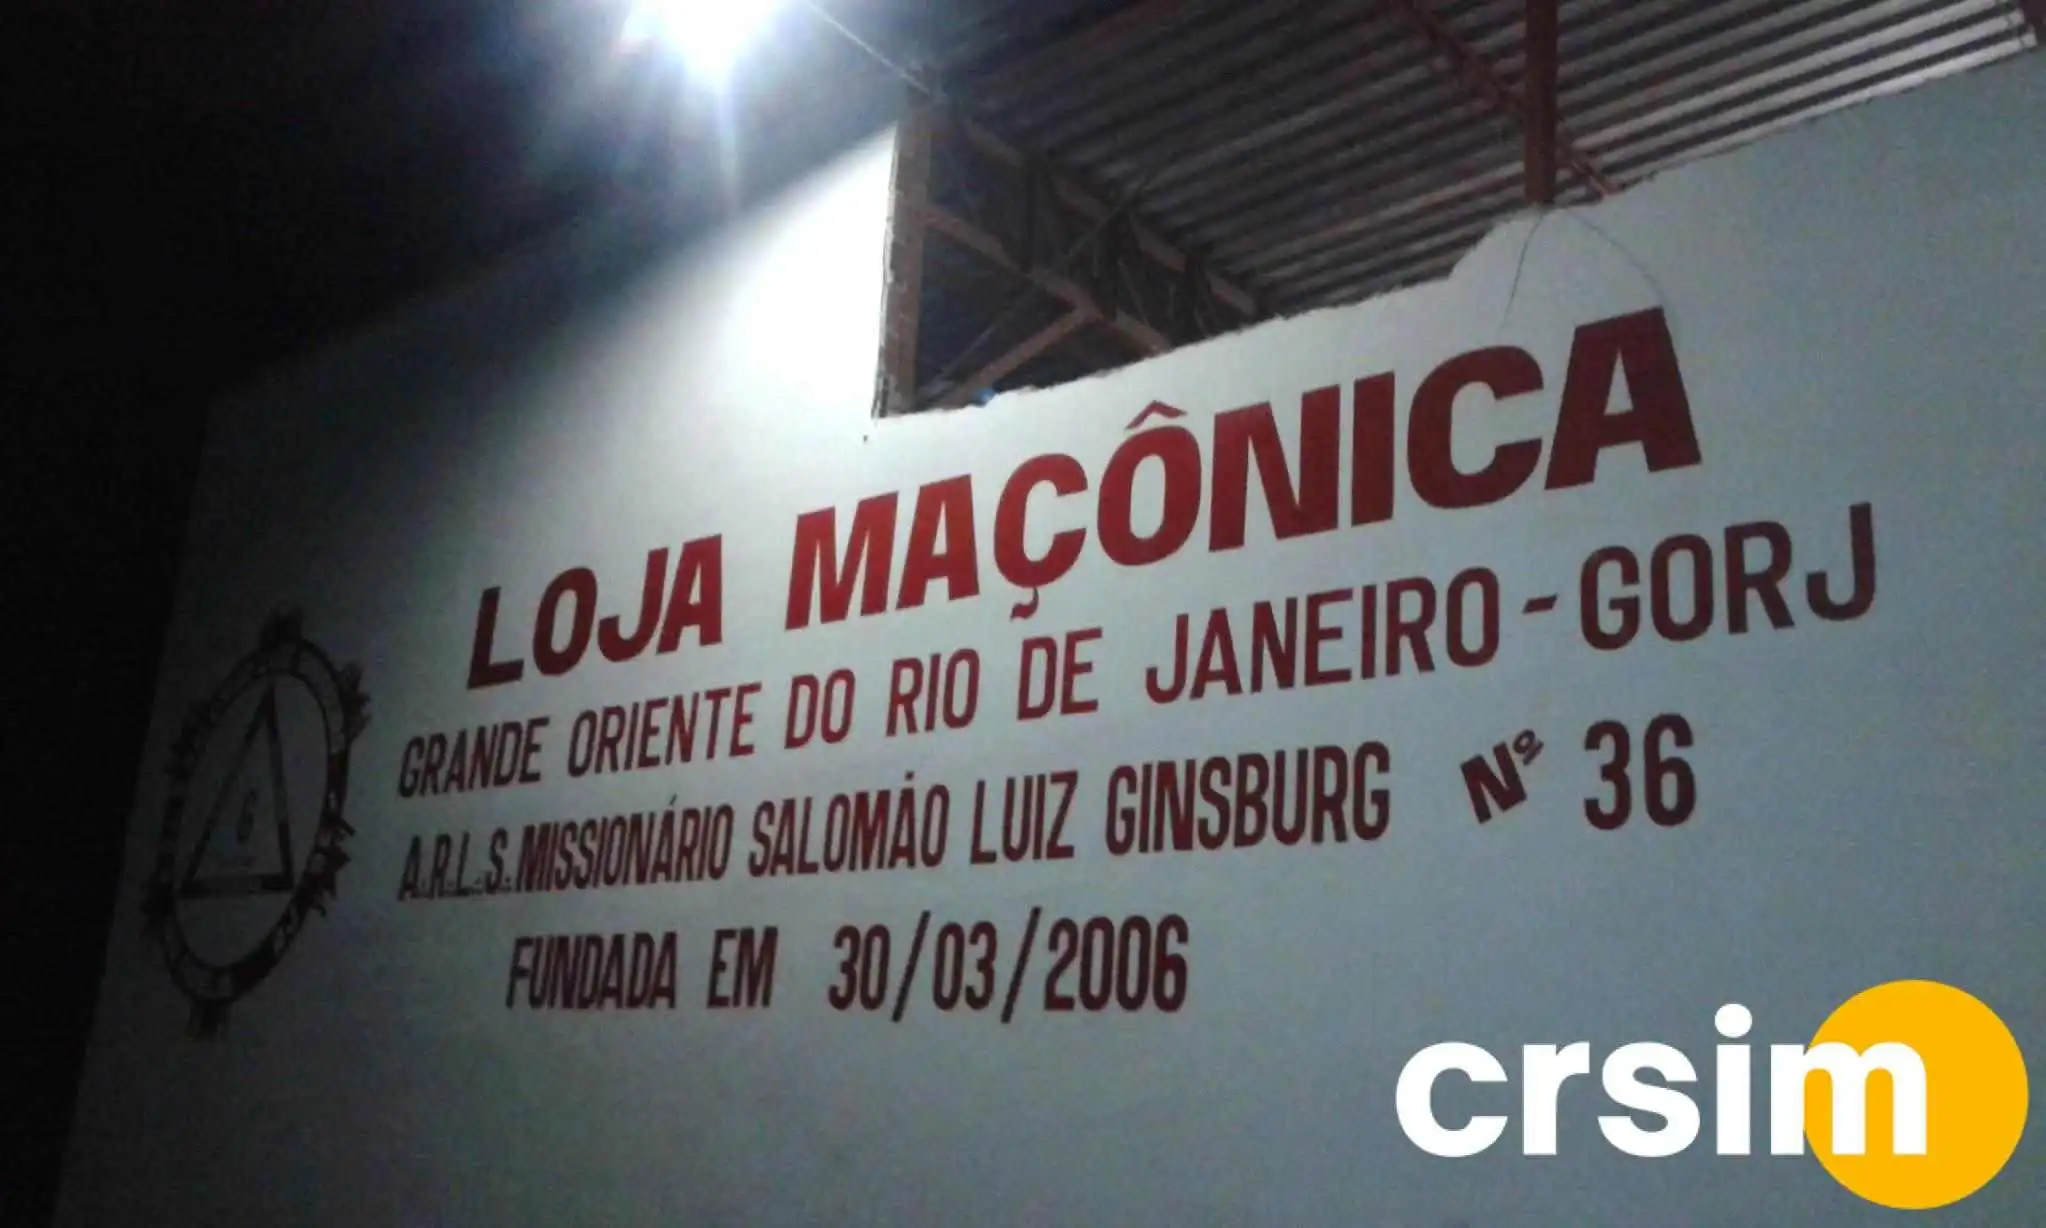 LOJA MAÇÔNICA
GRANDE ORIENTE DO RIO DE JANEIRO - GORJ
A.R.L.S. MISSIONÁRIO SALOMÃO LUIZ GINSBURG Nº 36
FUNDADA EM 30/03/2006
G
crsim